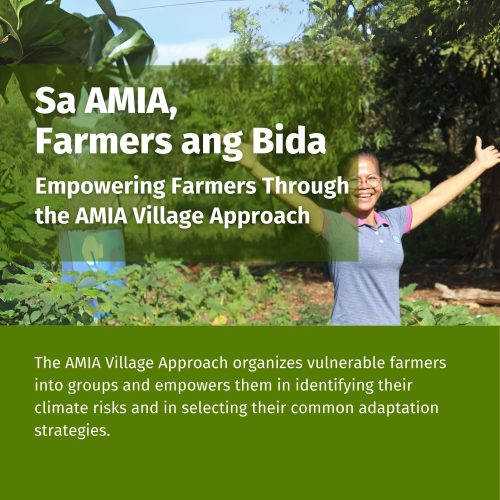 Sa AMIA,
Farmers ang Bida
Empowering Farmers Through
the AMIA Village Approach
The AMIA Village Approach organizes vulnerable farmers
into groups and empowers them in identifying their
climate risks and in selecting their common adaptation
strategies.